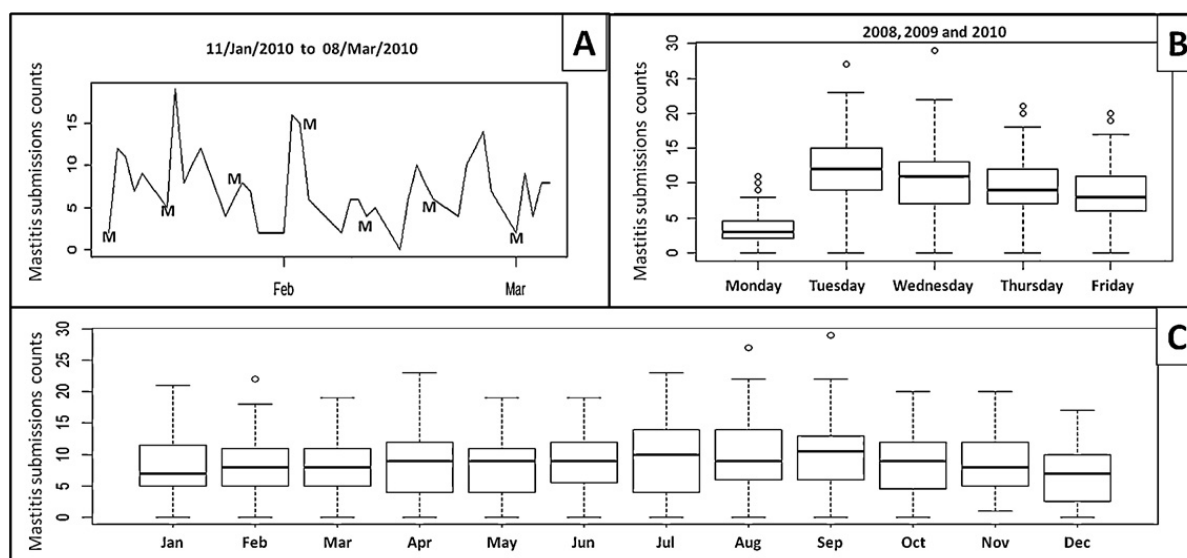 11/Jan/2010 to 08/Mar/2010
A
Mastitis submissions counts
15
10
5
0
M
M
M
M
M
M
M
Feb
Mar
2008, 2009 and 2010
B
Mastitis submissions counts
30
20
10
5
0
Monday
Tuesday
Wednesday
Thursday
Friday
C
Mastitis submissions counts
30
25
20
15
10
5
0
Jan
Feb
Mar
Apr
May
Jun
Jul
Aug
Sep
Oct
Nov
Dec